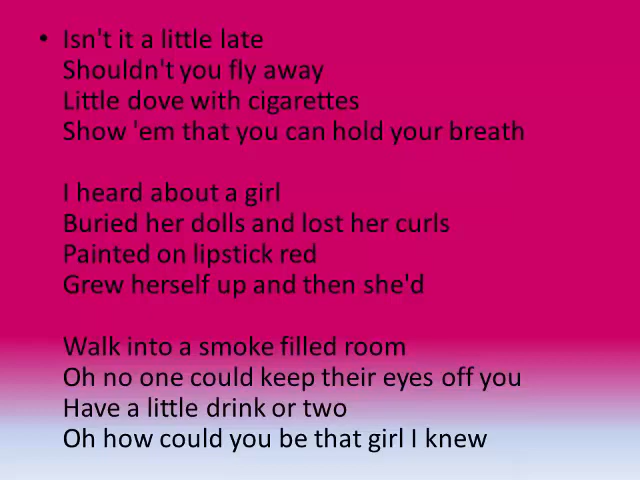 • Isn't it a little late
Shouldn't you fly away
Little dove with cigarettes
Show 'em that you can hold your breath

I heard about a girl
Buried her dolls and lost her curls
Painted on lipstick red
Grew herself up and then she'd

Walk into a smoke filled room
Oh no one could keep their eyes off you
Have a little drink or two
Oh how could you be that girl I knew